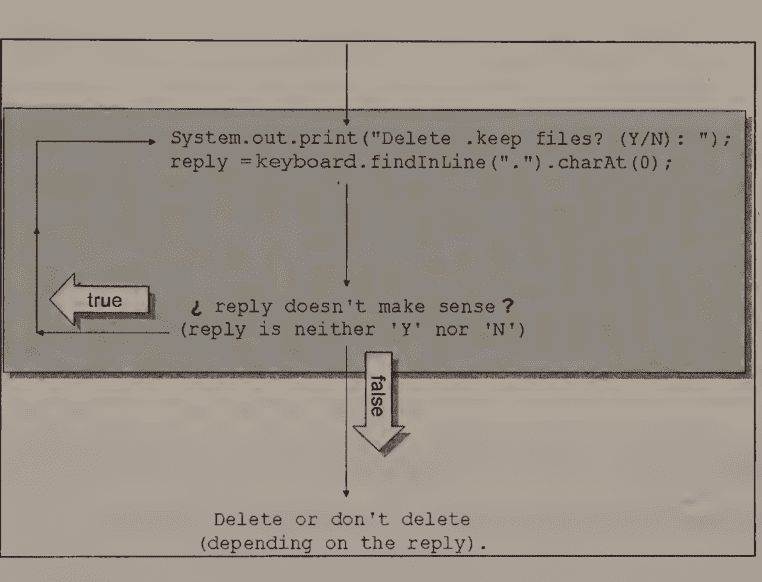 System.out.print("Delete .keep files? (Y/N): ");
reply =keyboard.findInLine(".").charAt(0);
true
¿ reply doesn't make sense?
(reply is neither 'Y' nor 'N')
false
Delete or don't delete
(depending on the reply).